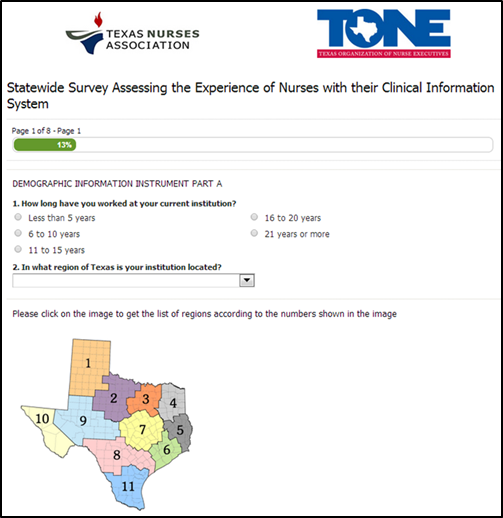 TEXAS NURSES
ASSOCIATION
TONE
TEXAS ORGANIZATION OF NURSE EXECUTIVES
Statewide Survey Assessing the Experience of Nurses with their Clinical Information
System
Page 1 of 8 - Page 1
13%
DEMOGRAPHIC INFORMATION INSTRUMENT PART A
1. How long have you worked at your current institution?
Less than 5 years
16 to 20 years
6 to 10 years
21 years or more
11 to 15 years
2. In what region of Texas is your institution located?
Please click on the image to get the list of regions according to the numbers shown in the image
1
2
3
4
10
9
7
5
6
8
11